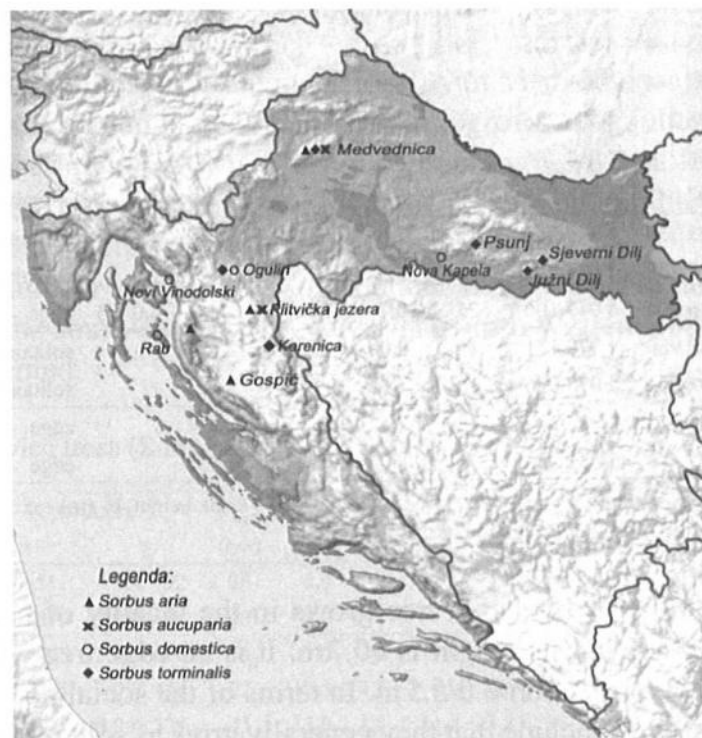 Medvednica
Psunj
Sjeverni Dilj
Ogulin
Nova Kapela
Južni Dilj
Novi Vinodolski
Plitvička jezera
Rab
Korenica
Gospić
Legenda:
Sorbus aria
Sorbus aucuparia
Sorbus domestica
Sorbus torminalis